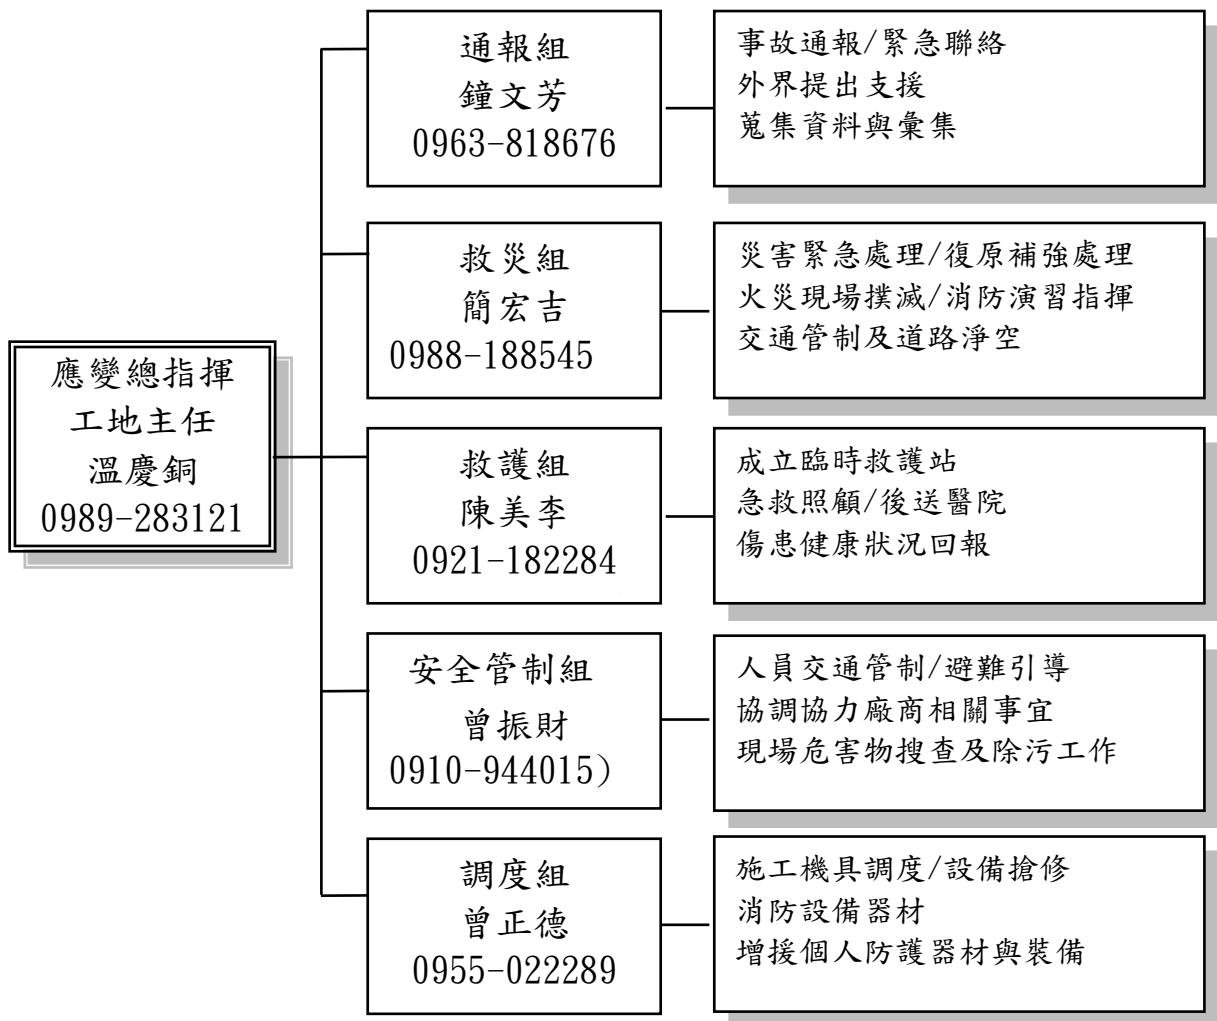 應變總指揮
工地主任
溫慶銅
0989-283121
通報組
鐘文芳
0963-818676
事故通報/緊急聯絡
外界提出支援
蒐集資料與彙集
救災組
簡宏吉
0988-188545
災害緊急處理/復原補強處理
火災現場撲滅/消防演習指揮
交通管制及道路淨空
救護組
陳美李
0921-182284
成立臨時救護站
急救照顧/後送醫院
傷患健康狀況回報
安全管制組
曾振財
0910-944015)
人員交通管制/避難引導
協調協力廠商相關事宜
現場危害物搜查及除污工作
調度組
曾正德
0955-022289
施工機具調度/設備搶修
消防設備器材
增援個人防護器材與裝備